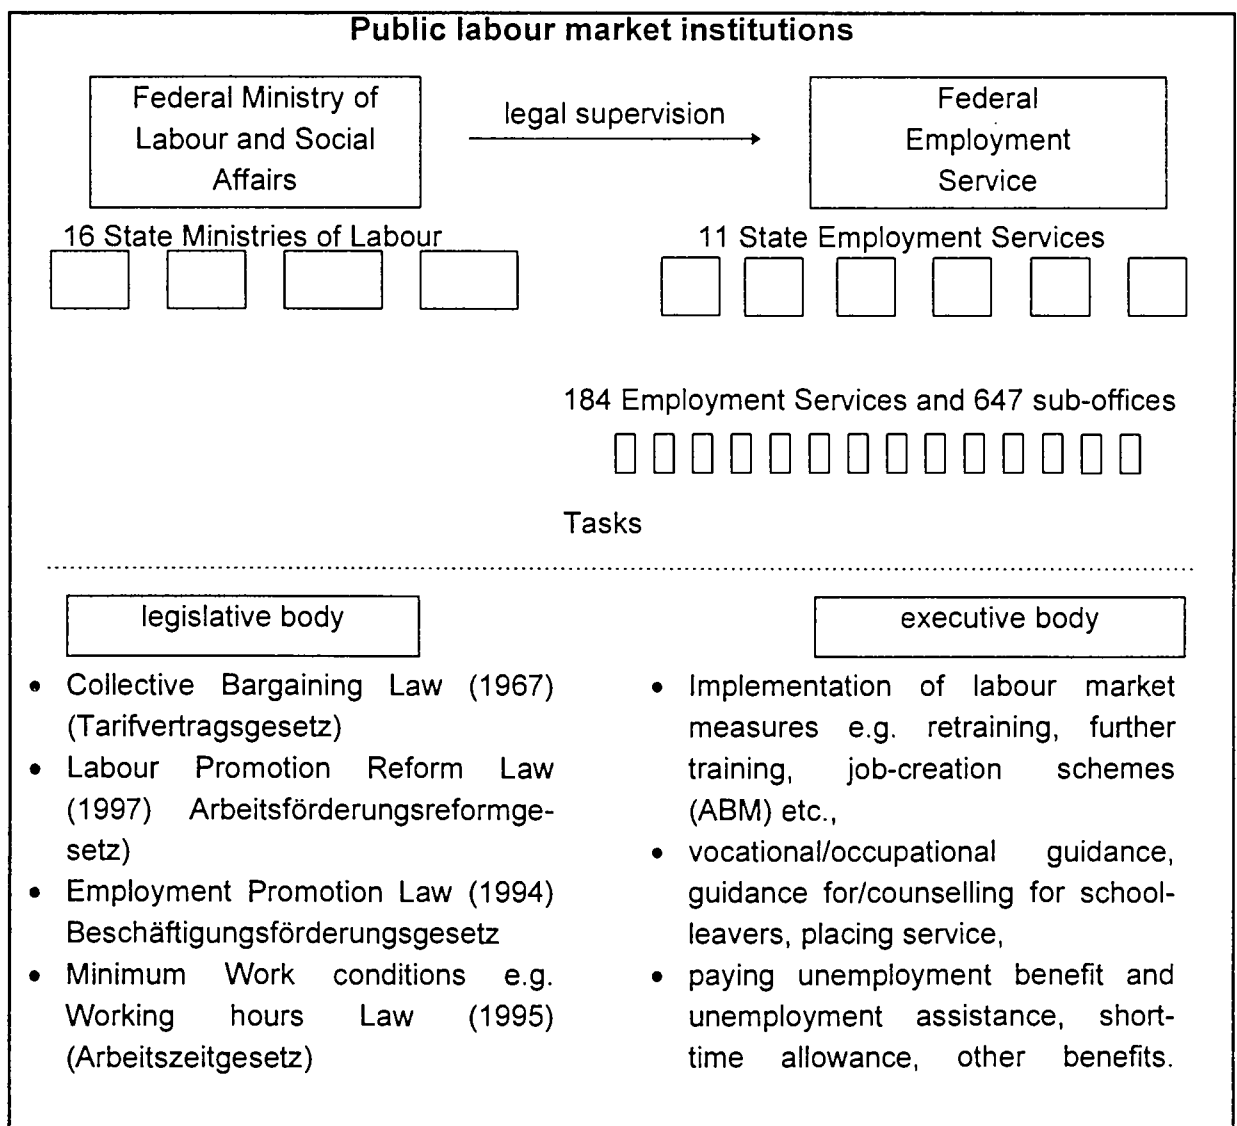 Public labour market institutions
Federal Ministry of
Labour and Social
Affairs
legal supervision
Federal
Employment
Service
16 State Ministries of Labour
11 State Employment Services
184 Employment Services and 647 sub-offices
Tasks
legislative body
executive body
• Collective Bargaining Law (1967)
(Tarifvertragsgesetz)
• Labour Promotion Reform Law
(1997) Arbeitsförderungsreformge-
setz)
• Employment Promotion Law (1994)
Beschäftigungsförderungsgesetz
• Minimum Work conditions e.g.
Working hours Law (1995)
(Arbeitszeitgesetz)
• Implementation of labour market
measures e.g. retraining, further
training, job-creation schemes
(ABM) etc.,
• vocational/occupational guidance,
guidance for/counselling for school-
leavers, placing service,
• paying unemployment benefit and
unemployment assistance, short-
time allowance, other benefits.